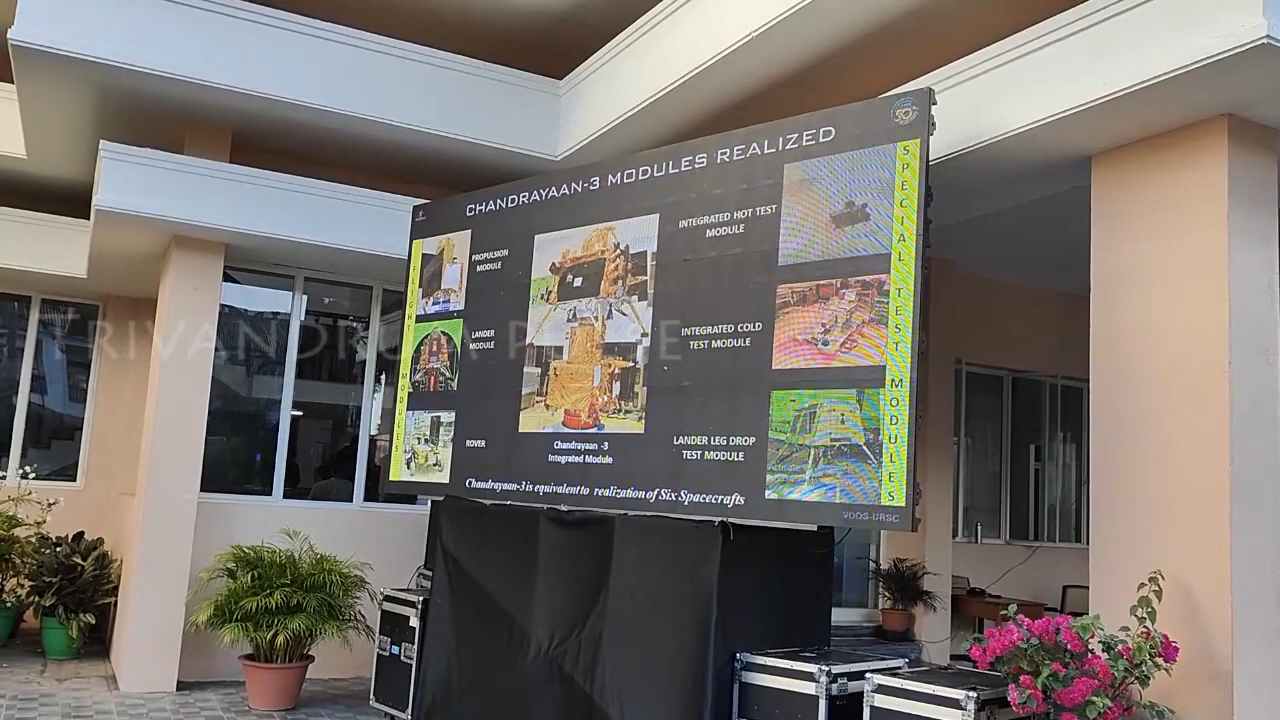 CHANDRAYAAN-3 MODULES REALIZED
50
FLIGHT MODULES
PROPULSION
MODULE
LANDER
MODULE
ROVER
Chandrayaan -3
Integrated Module
INTEGRATED HOT TEST
MODULE
INTEGRATED COLD
TEST MODULE
LANDER LEG DROP
TEST MODULE
SPECIAL TEST MODULES
Chandrayaan-3 is equivalent to realization of Six Spacecrafts
VDOS-URSC
TRIVANDRUM